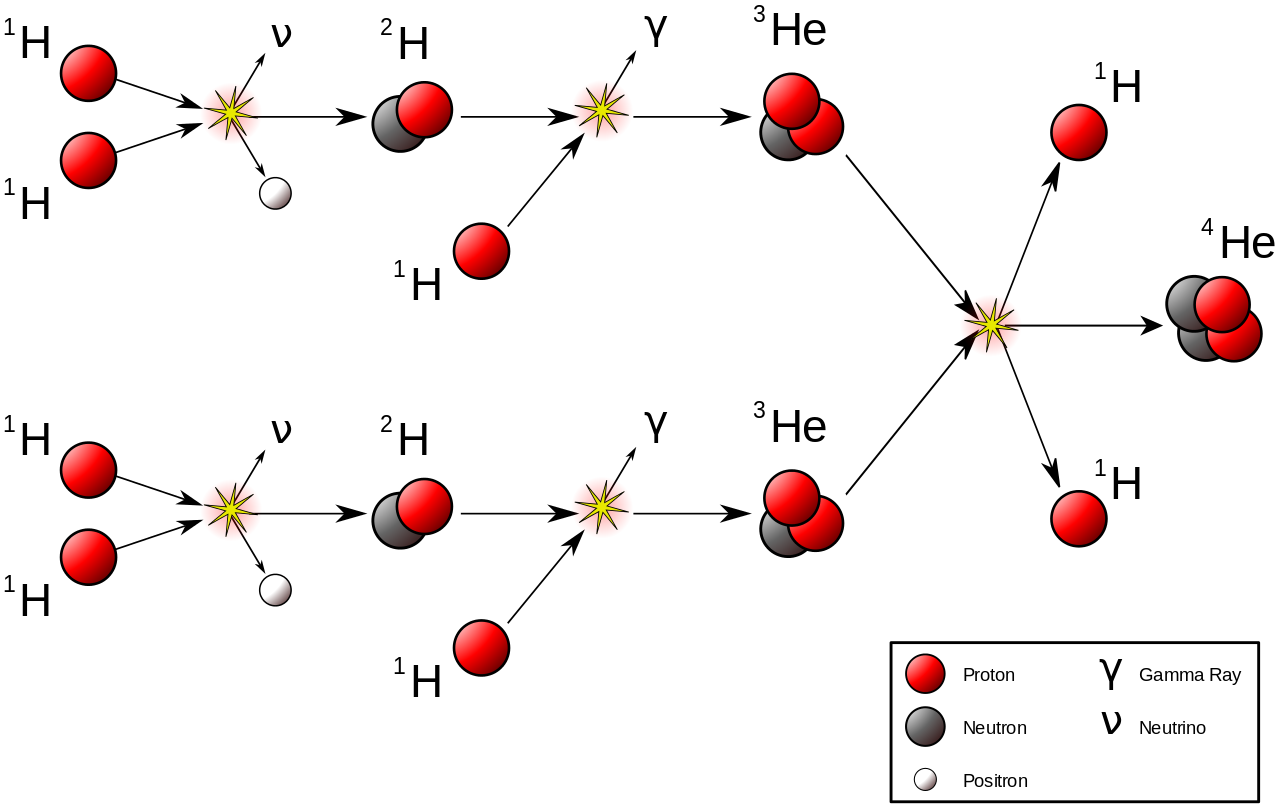 ¹H
ν
²H
γ
³He
¹H
¹H
¹H
⁴He
¹H
ν
²H
γ
³He
¹H
¹H
¹H
¹H
Proton
γ Gamma Ray
Neutron
ν Neutrino
Positron